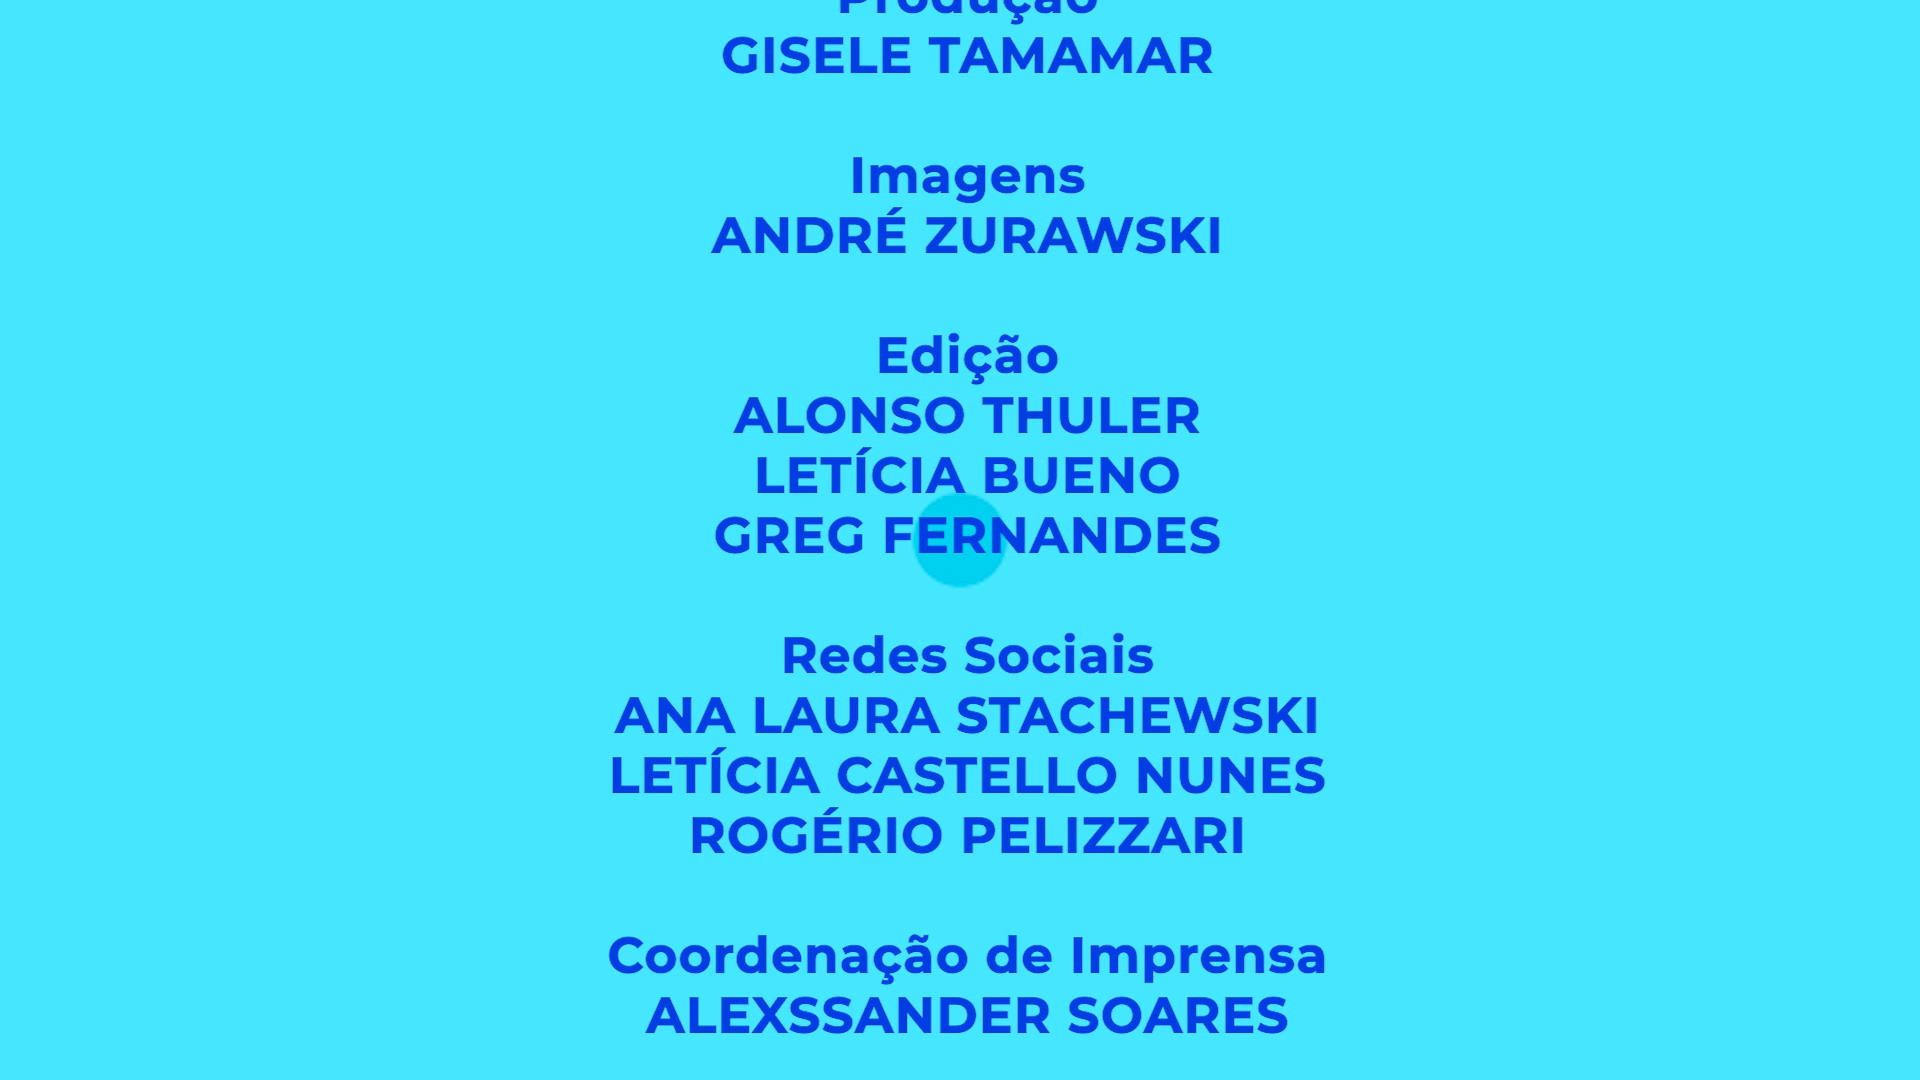 Produção
GISELE TAMAMAR
Imagens
ANDRÉ ZURAWSKI
Edição
ALONSO THULER
LETÍCIA BUENO
GREG FERNANDES
Redes Sociais
ANA LAURA STACHEWSKI
LETÍCIA CASTELLO NUNES
ROGÉRIO PELIZZARI
Coordenação de Imprensa
ALEXSSANDER SOARES